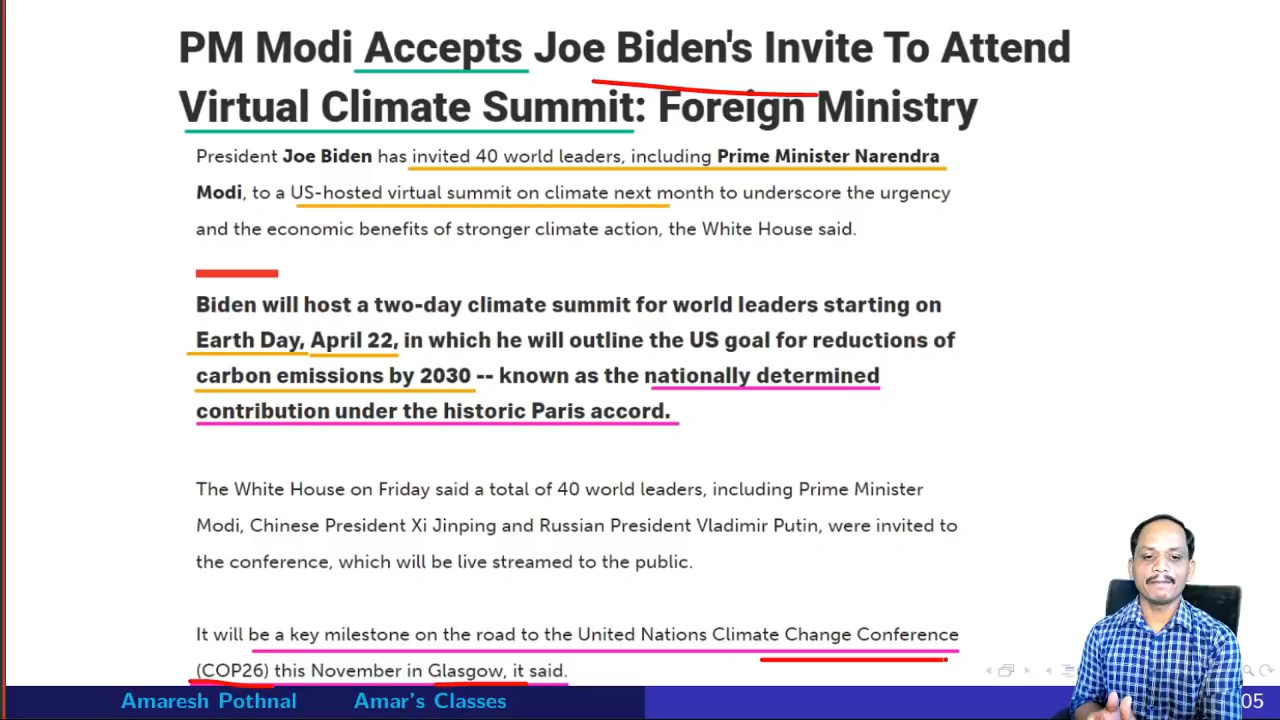 PM Modi Accepts Joe Biden's Invite To Attend
Virtual Climate Summit: Foreign Ministry
President Joe Biden has invited 40 world leaders, including Prime Minister Narendra
Modi, to a US-hosted virtual summit on climate next month to underscore the urgency
and the economic benefits of stronger climate action, the White House said.
Biden will host a two-day climate summit for world leaders starting on
Earth Day, April 22, in which he will outline the US goal for reductions of
carbon emissions by 2030 -- known as the nationally determined
contribution under the historic Paris accord.
The White House on Friday said a total of 40 world leaders, including Prime Minister
Modi, Chinese President Xi Jinping and Russian President Vladimir Putin, were invited to
the conference, which will be live streamed to the public.
It will be a key milestone on the road to the United Nations Climate Change Conference
(COP26) this November in Glasgow, it said.
Amaresh Pothnal Amar's Classes 05